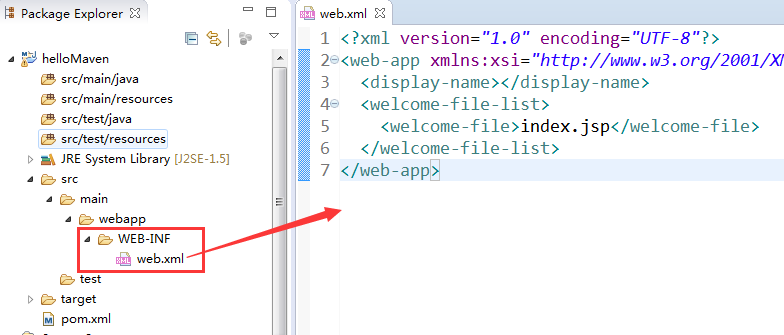 Package Explorer
helloMaven
src/main/java
src/main/resources
src/test/java
src/test/resources
JRE System Library [J2SE-1.5]
src
main
webapp
WEB-INF
web.xml
test
target
pom.xml
web.xml
1 <?xml version="1.0" encoding="UTF-8"?>
2 <web-app xmlns:xsi="http://www.w3.org/2001/XM
3 <display-name></display-name>
4 <welcome-file-list>
5 <welcome-file>index.jsp</welcome-file>
6 </welcome-file-list>
7 </web-app>